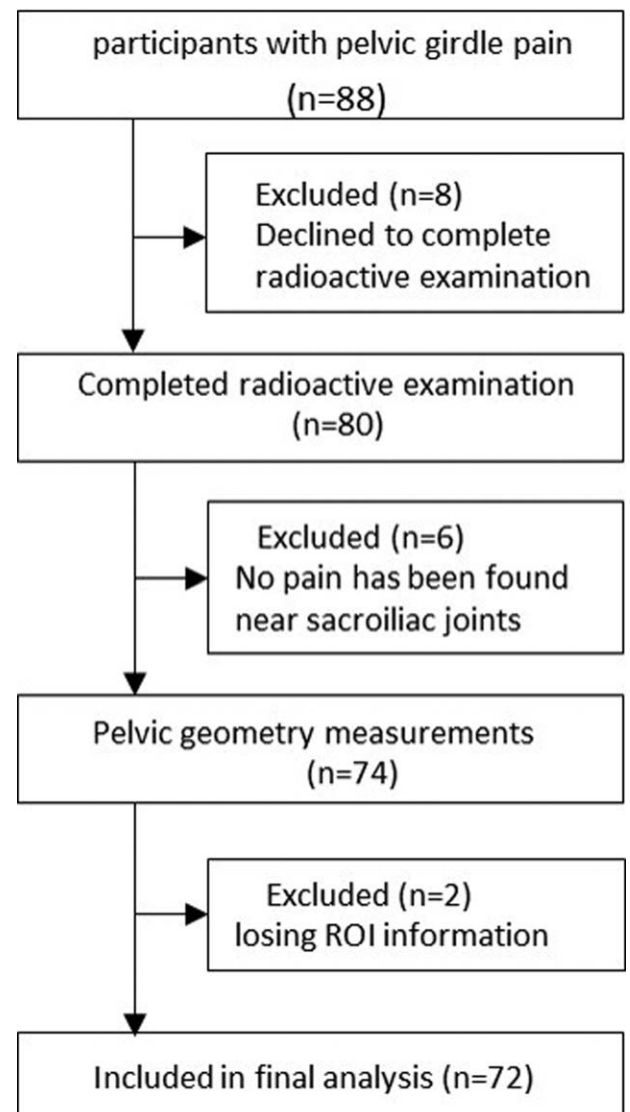 participants with pelvic girdle pain
(n=88)
Excluded (n=8)
Declined to complete
radioactive examination
Completed radioactive examination
(n=80)
Excluded (n=6)
No pain has been found
near sacroiliac joints
Pelvic geometry measurements
(n=74)
Excluded (n=2)
losing ROI information
Included in final analysis (n=72)